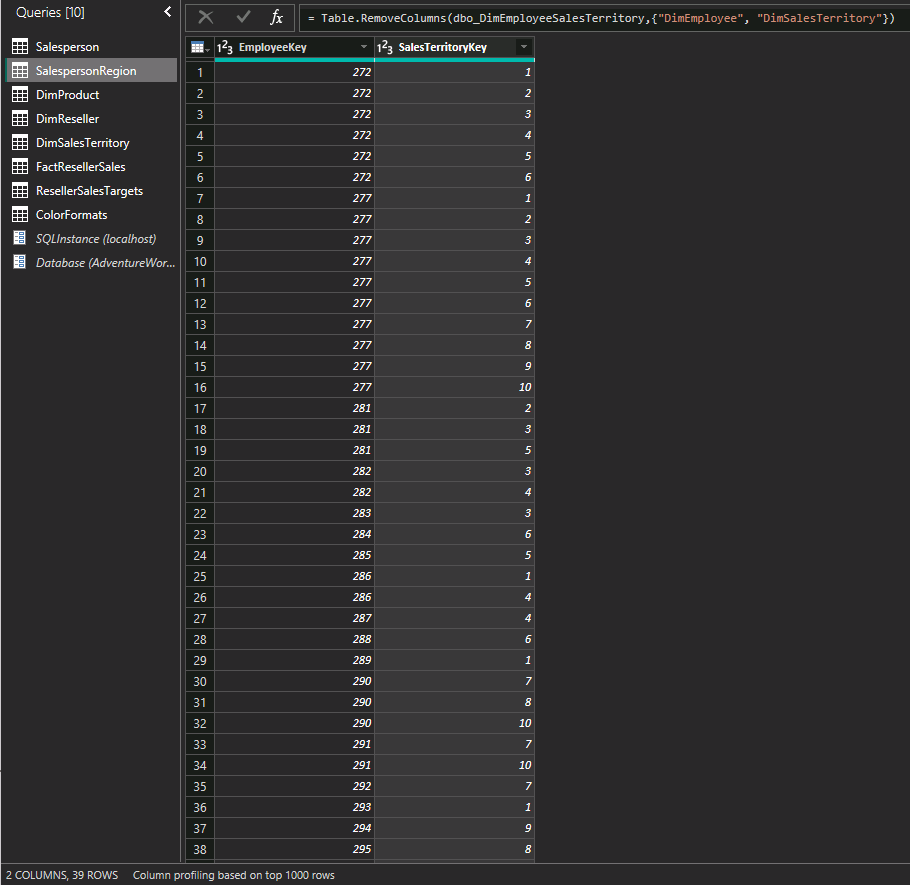 Queries [10]
Salesperson
SalespersonRegion
DimProduct
DimReseller
DimSalesTerritory
FactResellerSales
ResellerSalesTargets
ColorFormats
SQLInstance (localhost)
Database (AdventureWor...
fx = Table.RemoveColumns(dbo_DimEmployeeSalesTerritory,{"DimEmployee", "DimSalesTerritory"})
123 EmployeeKey 123 SalesTerritoryKey
1 272 1
2 272 2
3 272 3
4 272 4
5 272 5
6 272 6
7 277 1
8 277 2
9 277 3
10 277 4
11 277 5
12 277 6
13 277 7
14 277 8
15 277 9
16 277 10
17 281 2
18 281 3
19 281 5
20 282 3
21 282 4
22 283 3
23 284 6
24 285 5
25 286 1
26 286 4
27 287 4
28 288 6
29 289 1
30 290 7
31 290 8
32 290 10
33 291 7
34 291 10
35 292 7
36 293 1
37 294 9
38 295 8
2 COLUMNS, 39 ROWS Column profiling based on top 1000 rows